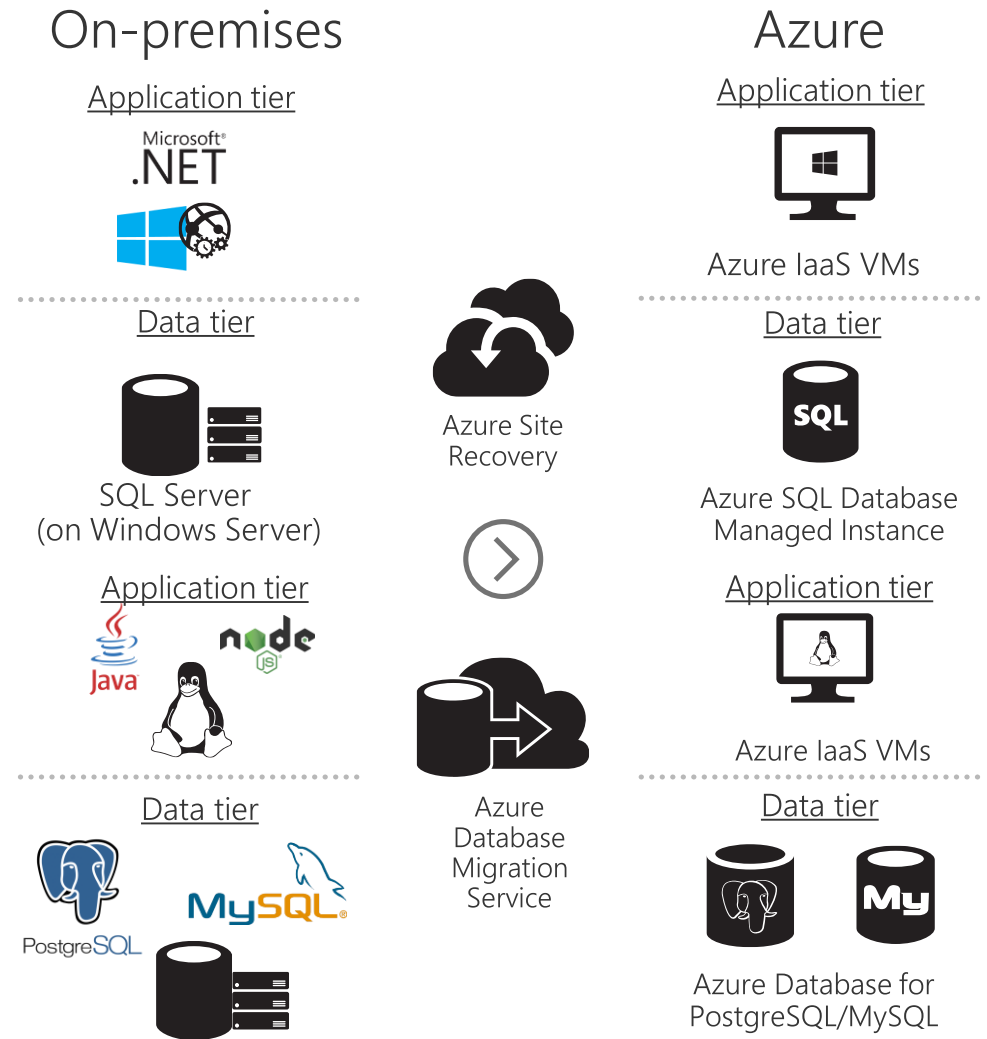 On-premises
Application tier
Microsoft®
.NET
Data tier
SQL Server
(on Windows Server)
Application tier
Java
node
JS
Data tier
PostgreSQL
MySQL®
Azure Site
Recovery
Azure
Database
Migration
Service
Azure
Application tier
Azure IaaS VMs
Data tier
SQL
Azure SQL Database
Managed Instance
Application tier
Azure IaaS VMs
Data tier
My
Azure Database for
PostgreSQL/MySQL